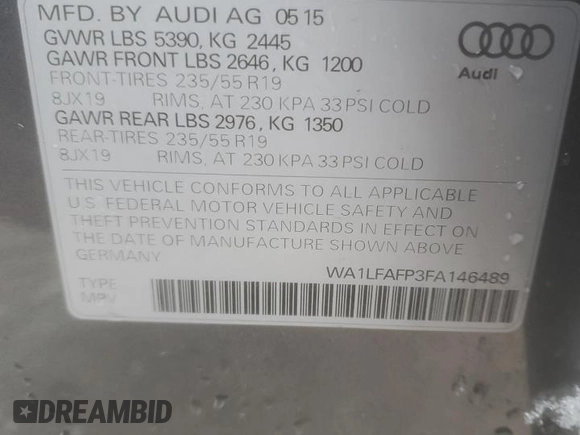 MFD. BY AUDI AG 05 15
GVWR LBS 5390, KG 2445
GAWR FRONT LBS 2646, KG 1200
FRONT-TIRES 235/55 R19
8JX19 RIMS, AT 230 KPA 33 PSI COLD
GAWR REAR LBS 2976, KG 1350
REAR-TIRES 235/55 R19
8JX19 RIMS, AT 230 KPA 33 PSI COLD
Audi
THIS VEHICLE CONFORMS TO ALL APPLICABLE
U.S. FEDERAL MOTOR VEHICLE SAFETY AND
THEFT PREVENTION STANDARDS IN EFFECT ON
THE DATE OF MANUFACTURE SHOWN ABOVE
GERMANY
WA1LFAFP3FA146489
TYPE
MPV
DREAMBID